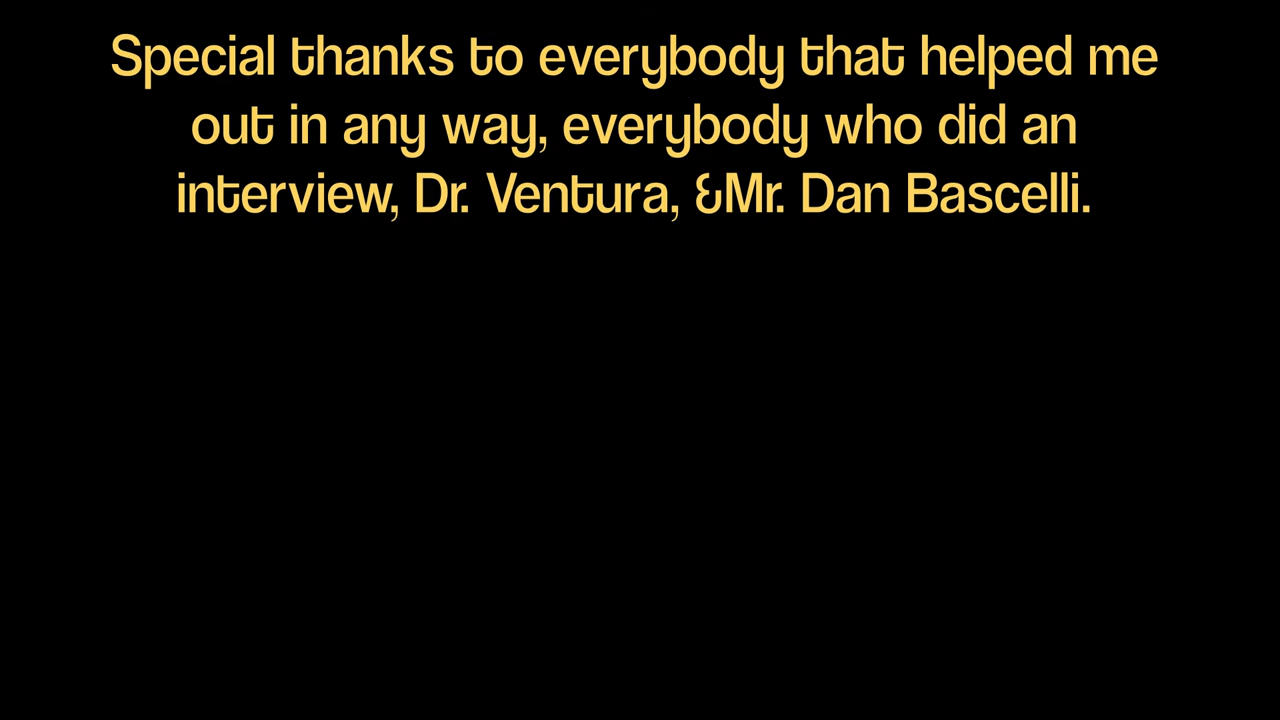 Special thanks to everybody that helped me
out in any way, everybody who did an
interview, Dr. Ventura, &Mr. Dan Bascelli.